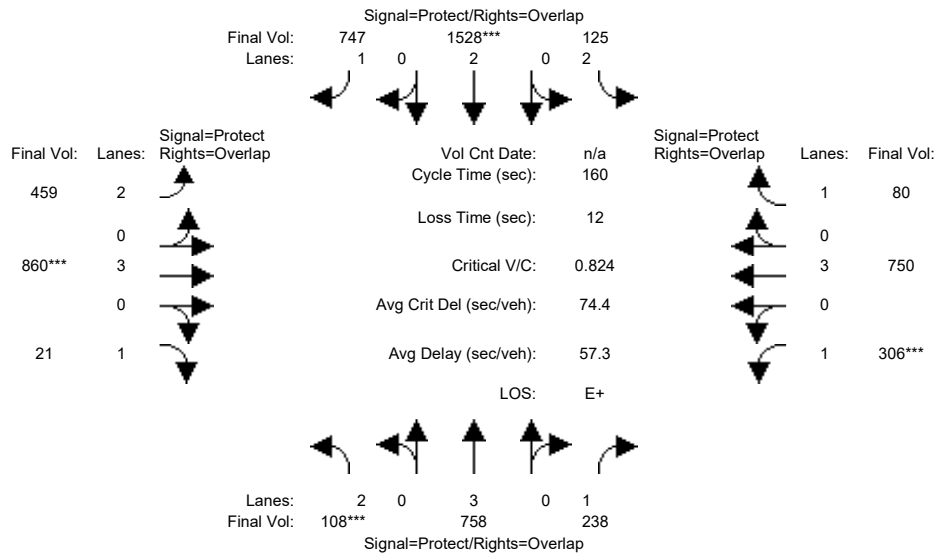 Signal=Protect/Rights=Overlap
Final Vol: 747 1528*** 125
Lanes: 1 0 2 0 2
Signal=Protect Signal=Protect
Final Vol: Lanes: Rights=Overlap Vol Cnt Date: n/a Rights=Overlap Lanes: Final Vol:
Cycle Time (sec): 160
459 2 1 80
Loss Time (sec): 12
0 0
860*** 3 Critical V/C: 0.824 3 750
0 Avg Crit Del (sec/veh): 74.4 0
21 1 Avg Delay (sec/veh): 57.3 1 306***
LOS: E+
Lanes: 2 0 3 0 1
Final Vol: 108*** 758 238
Signal=Protect/Rights=Overlap